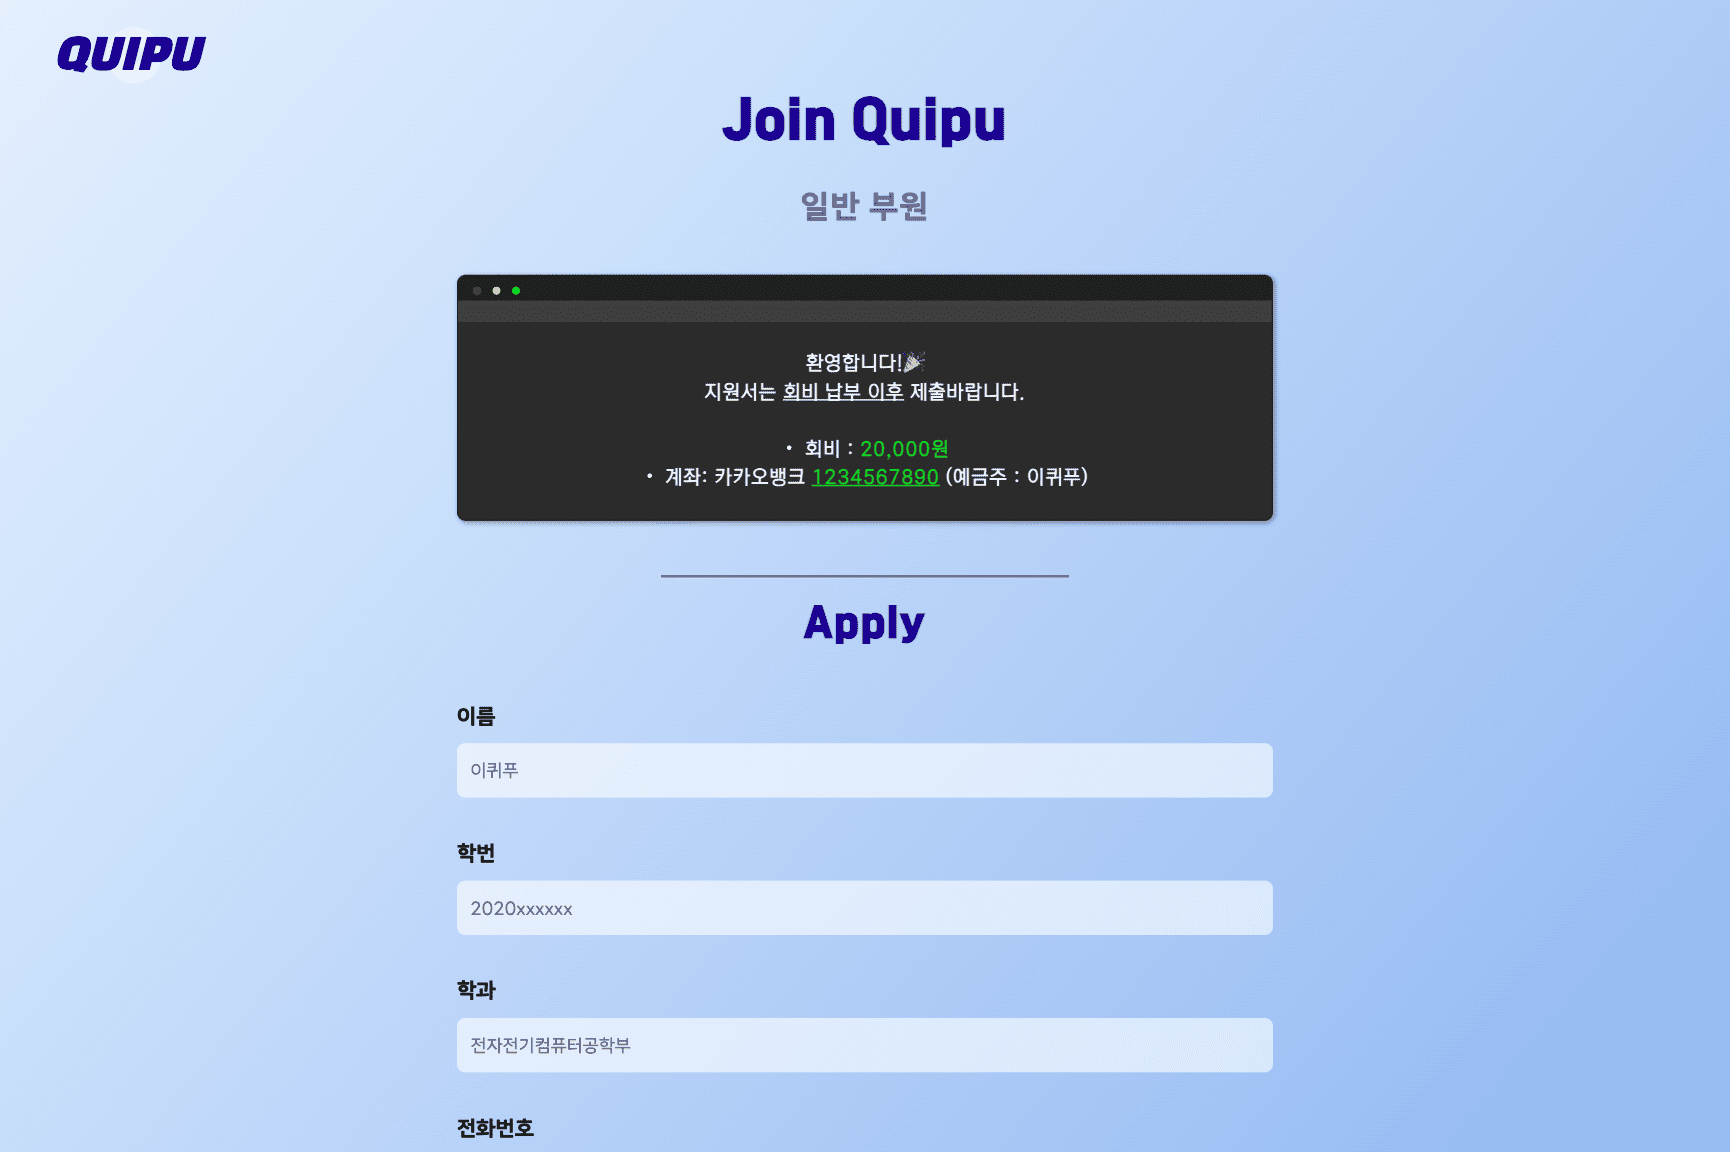 QUIPU
Join Quipu
일반 부원
환영합니다!🎉
지원서는 회비 납부 이후 제출바랍니다.
• 회비 : 20,000원
• 계좌: 카카오뱅크 1234567890 (예금주 : 이퀴푸)
Apply
이름
이퀴푸
학번
2020xxxxxx
학과
전자전기컴퓨터공학부
전화번호